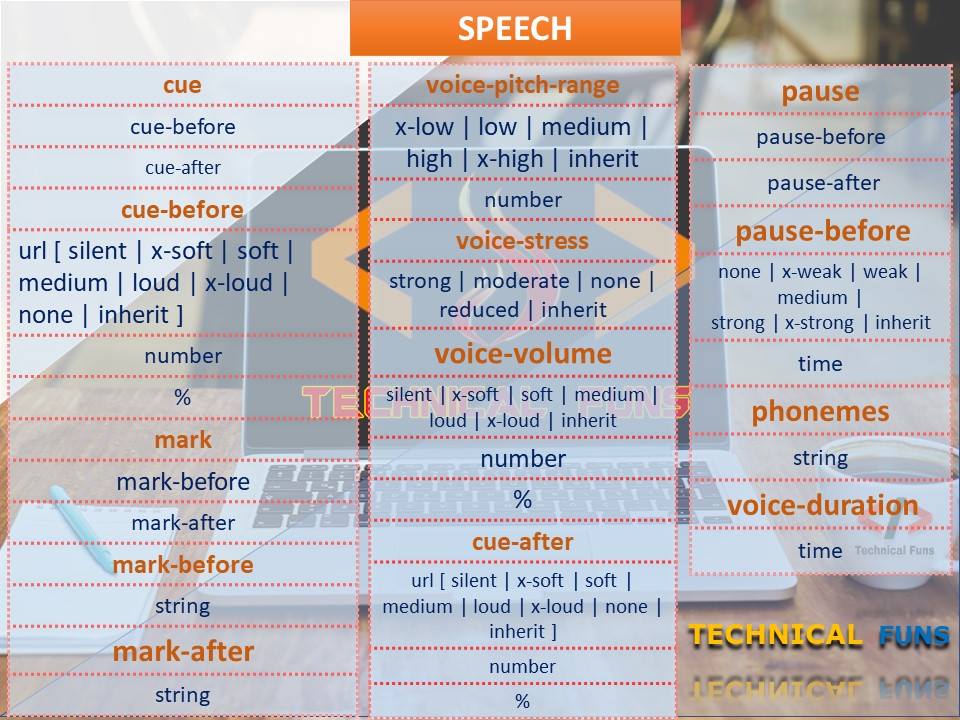 SPEECH
cue
cue-before
cue-after
cue-before
url [ silent | x-soft | soft |
medium | loud | x-loud |
none | inherit ]
number
%
mark
mark-before
mark-after
mark-before
string
mark-after
string
voice-pitch-range
x-low | low | medium |
high | x-high | inherit
number
voice-stress
strong | moderate | none |
reduced | inherit
voice-volume
silent | x-soft | soft | medium |
loud | x-loud | inherit
number
%
cue-after
url [ silent | x-soft | soft |
medium | loud | x-loud | none |
inherit ]
number
%
pause
pause-before
pause-after
pause-before
none | x-weak | weak |
medium |
strong | x-strong | inherit
time
phonemes
string
voice-duration
time
TECHNICAL FUNS
Technical Funs
TECHNICAL FUNS